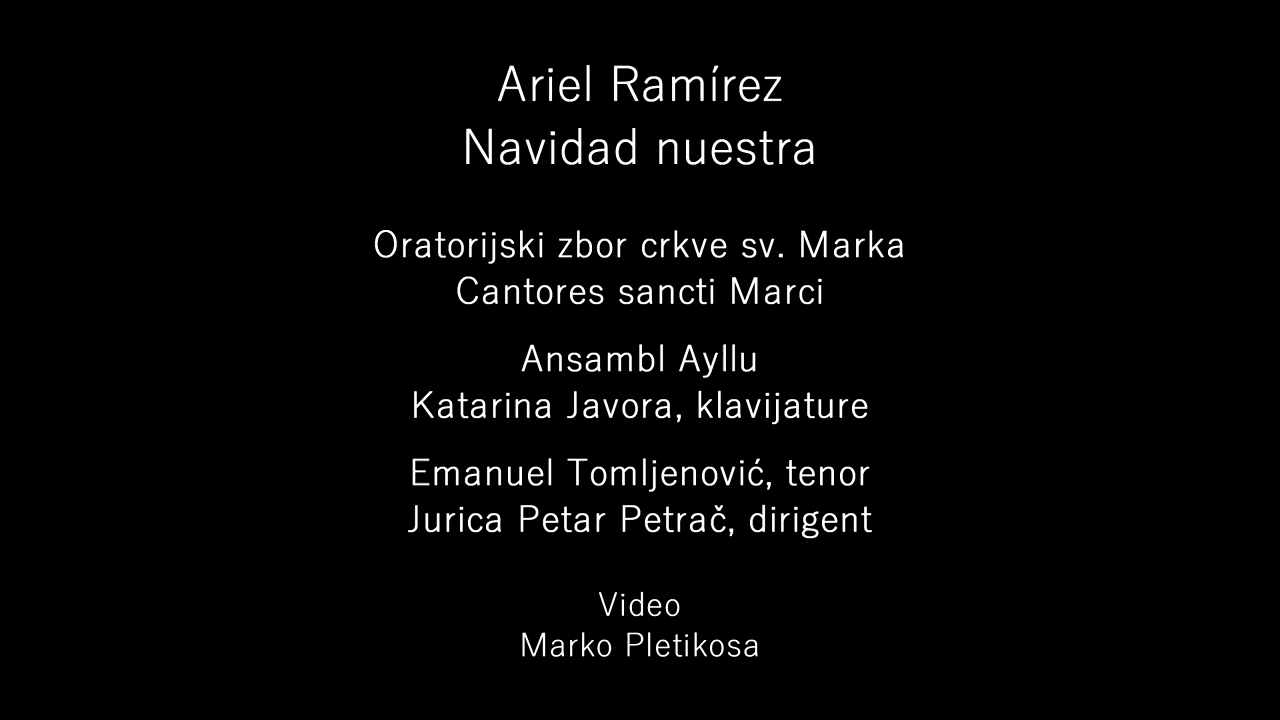 Ariel Ramírez
Navidad nuestra
Oratorijski zbor crkve sv. Marka
Cantores sancti Marci
Ansambl Ayllu
Katarina Javora, klavijature
Emanuel Tomljenović, tenor
Jurica Petar Petrač, dirigent
Video
Marko Pletikosa